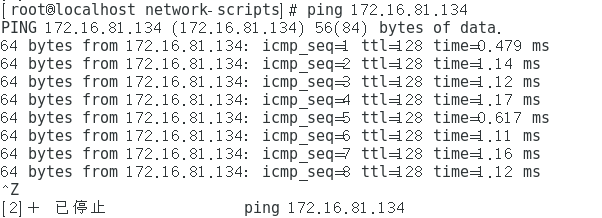 [root@localhost network-scripts]# ping 172.16.81.134
PING 172.16.81.134 (172.16.81.134) 56(84) bytes of data.
64 bytes from 172.16.81.134: icmp_seq=1 ttl=128 time=0.479 ms
64 bytes from 172.16.81.134: icmp_seq=2 ttl=128 time=1.14 ms
64 bytes from 172.16.81.134: icmp_seq=3 ttl=128 time=1.12 ms
64 bytes from 172.16.81.134: icmp_seq=4 ttl=128 time=1.17 ms
64 bytes from 172.16.81.134: icmp_seq=5 ttl=128 time=0.617 ms
64 bytes from 172.16.81.134: icmp_seq=6 ttl=128 time=1.11 ms
64 bytes from 172.16.81.134: icmp_seq=7 ttl=128 time=1.16 ms
64 bytes from 172.16.81.134: icmp_seq=8 ttl=128 time=1.12 ms
^Z
[2]+  已停止               ping 172.16.81.134